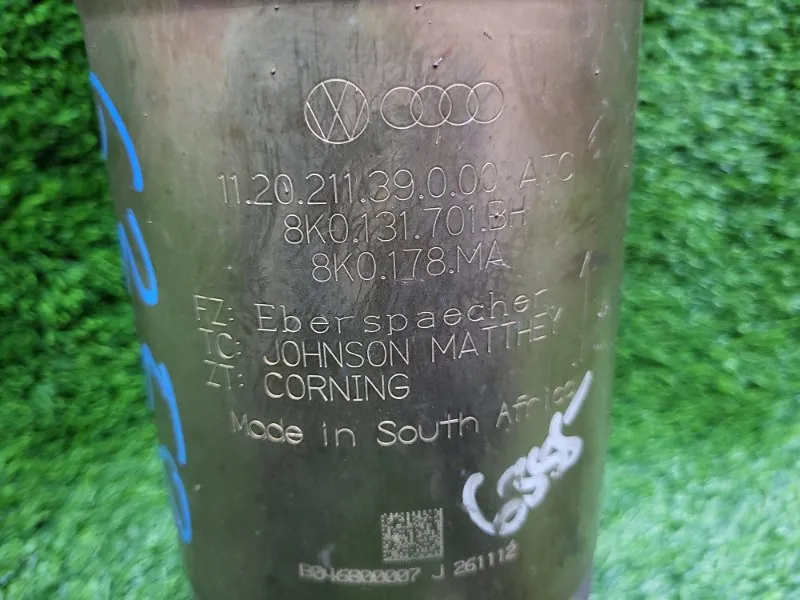 11.20.211.39.0.00 ATC
8K0.131.701.BH
8K0.178.MA
FZ: Eberspaecher
TC: JOHNSON MATTHEY
ZT: CORNING
Made in South Africa
B046800007 J 261112